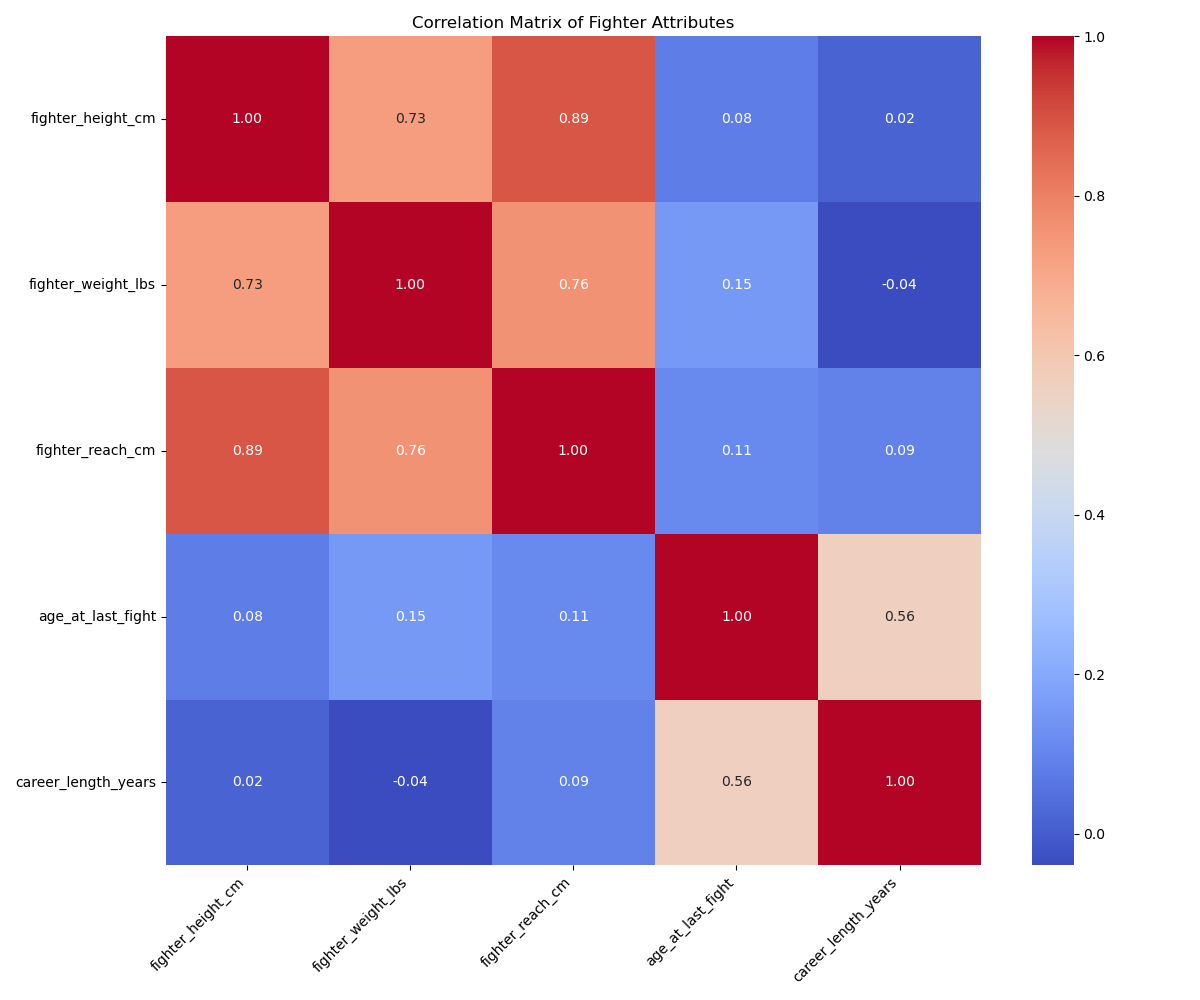 Correlation Matrix of Fighter Attributes
fighter_height_cm 1.00 0.73 0.89 0.08 0.02
fighter_weight_lbs 0.73 1.00 0.76 0.15 -0.04
fighter_reach_cm 0.89 0.76 1.00 0.11 0.09
age_at_last_fight 0.08 0.15 0.11 1.00 0.56
career_length_years 0.02 -0.04 0.09 0.56 1.00
fighter_height_cm
fighter_weight_lbs
fighter_reach_cm
age_at_last_fight
career_length_years
1.0
0.8
0.6
0.4
0.2
0.0